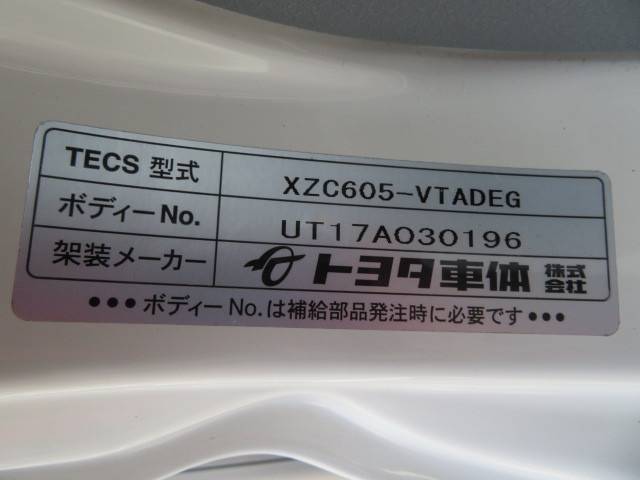 TECS 型式 XZC605-VTADEG
ボディーNo. UT17A030196
架装メーカー トヨタ車体 株式会社
•••ボディーNo.は補給部品発注時に必要です•••